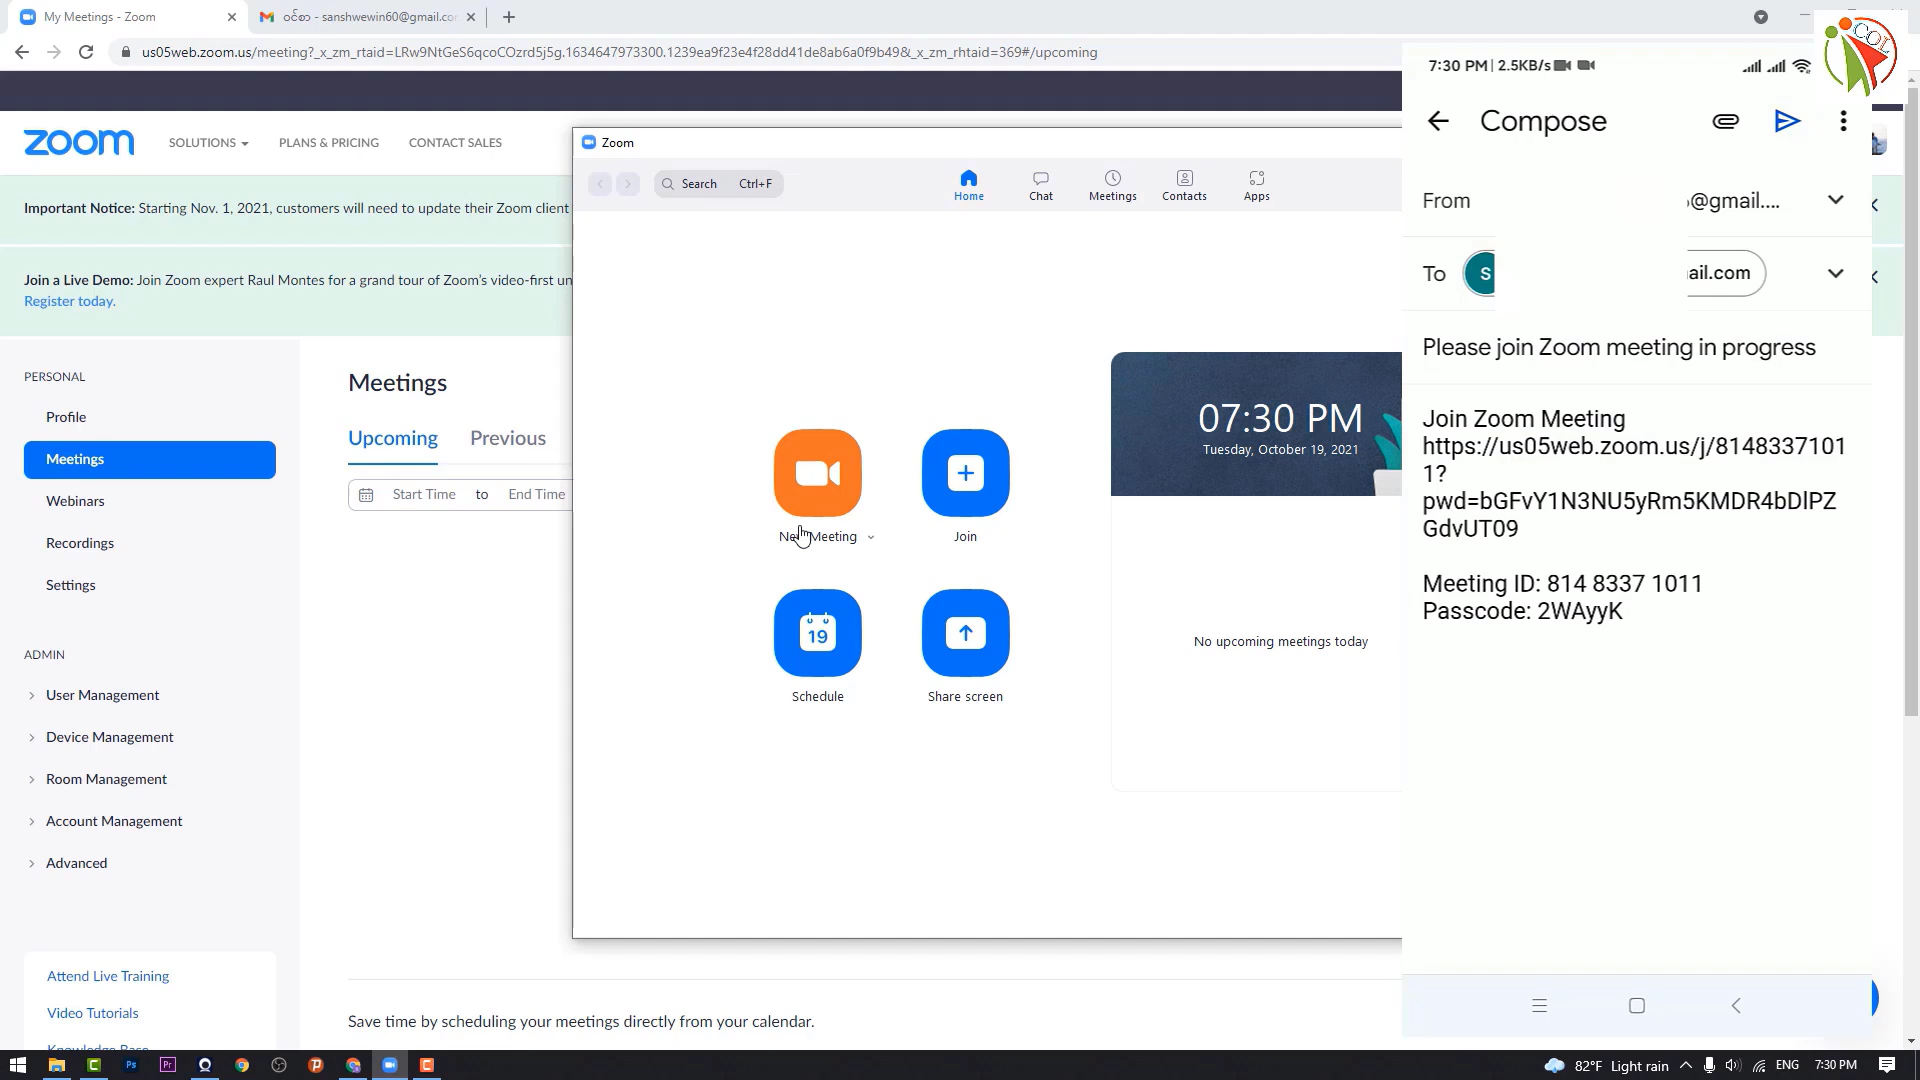 My Meetings - Zoom
ဝင်စာ - sanshwewin60@gmail.co
us05web.zoom.us/meeting?_x_zm_rtaid=LRw9NtGeS6qcoCOzrd5j5g.1634647973300.1239ea9f23e4f28dd41de8ab6a0f9b49&_x_zm_rhtaid=369#/upcoming
COL
zoom
SOLUTIONS
PLANS & PRICING
CONTACT SALES
Important Notice: Starting Nov. 1, 2021, customers will need to update their Zoom client
Join a Live Demo: Join Zoom expert Raul Montes for a grand tour of Zoom's video-first un
Register today.
PERSONAL
Profile
Meetings
Webinars
Recordings
Settings
ADMIN
User Management
Device Management
Room Management
Account Management
Advanced
Attend Live Training
Video Tutorials
Knowledge Base
Meetings
Upcoming
Previous
Start Time to End Time
Save time by scheduling your meetings directly from your calendar.
Zoom
Search Ctrl+F
Home
Chat
Meetings
Contacts
Apps
New Meeting
Join
19
Schedule
Share screen
07:30 PM
Tuesday, October 19, 2021
No upcoming meetings today
7:30 PM | 2.5KB/s
Compose
From @gmail....
To S ail.com
Please join Zoom meeting in progress
Join Zoom Meeting
https://us05web.zoom.us/j/8148337101
1?
pwd=bGFvY1N3NU5yRm5KMDR4bDlPZ
GdvUT09
Meeting ID: 814 8337 1011
Passcode: 2WAyyK
Ps
Pr
82°F Light rain
ENG
7:30 PM